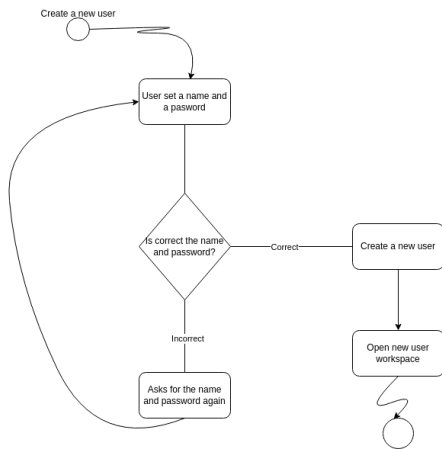 Create a new user
User set a name and
a pasword
Is correct the name
and password?
Correct
Create a new user
Incorrect
Open new user
workspace
Asks for the name
and password again